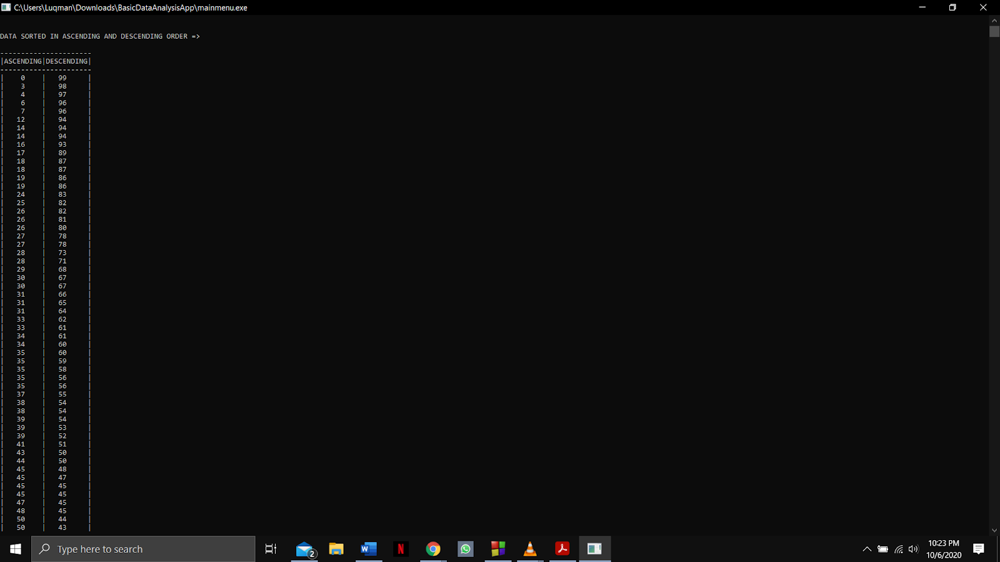 C:\Users\Luqman\Downloads\BasicDataAnalysisApp\mainmenu.exe
DATA SORTED IN ASCENDING AND DESCENDING ORDER =>
----------------------
|ASCENDING|DESCENDING|
----------------------
| 0 | 99 |
| 3 | 98 |
| 4 | 97 |
| 6 | 96 |
| 7 | 96 |
| 12 | 94 |
| 14 | 94 |
| 14 | 94 |
| 16 | 93 |
| 17 | 89 |
| 18 | 87 |
| 18 | 87 |
| 19 | 86 |
| 19 | 86 |
| 24 | 83 |
| 25 | 82 |
| 26 | 82 |
| 26 | 81 |
| 26 | 80 |
| 27 | 78 |
| 27 | 78 |
| 28 | 73 |
| 28 | 71 |
| 29 | 68 |
| 30 | 67 |
| 30 | 67 |
| 31 | 66 |
| 31 | 65 |
| 31 | 64 |
| 33 | 62 |
| 33 | 61 |
| 34 | 61 |
| 34 | 60 |
| 35 | 60 |
| 35 | 59 |
| 35 | 58 |
| 35 | 56 |
| 35 | 56 |
| 37 | 55 |
| 38 | 54 |
| 38 | 54 |
| 39 | 54 |
| 39 | 53 |
| 39 | 52 |
| 41 | 51 |
| 43 | 50 |
| 44 | 50 |
| 45 | 48 |
| 45 | 47 |
| 45 | 45 |
| 45 | 45 |
| 47 | 45 |
| 48 | 45 |
| 50 | 44 |
| 50 | 43 |
Type here to search
2
W
N
10:23 PM
10/6/2020